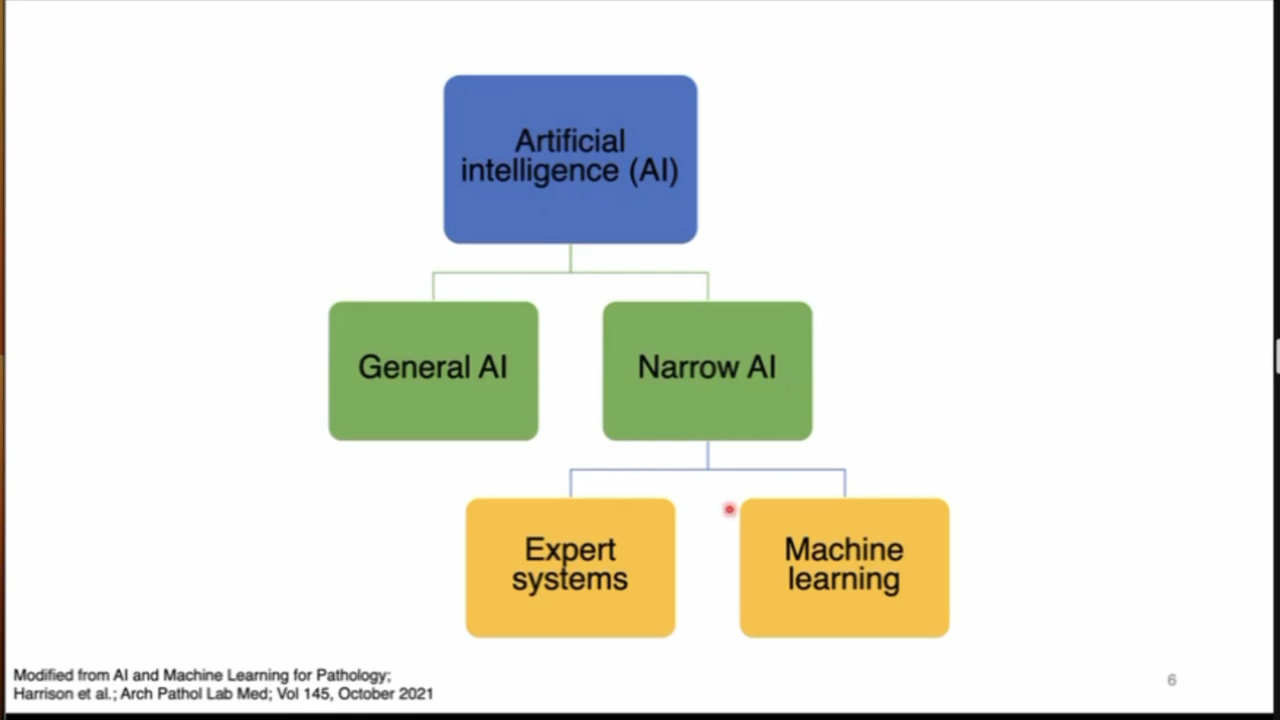 Artificial
intelligence (AI)
General AI
Narrow AI
Expert
systems
Machine
learning
Modified from AI and Machine Learning for Pathology;
Harrison et al.; Arch Pathol Lab Med; Vol 145, October 2021
6